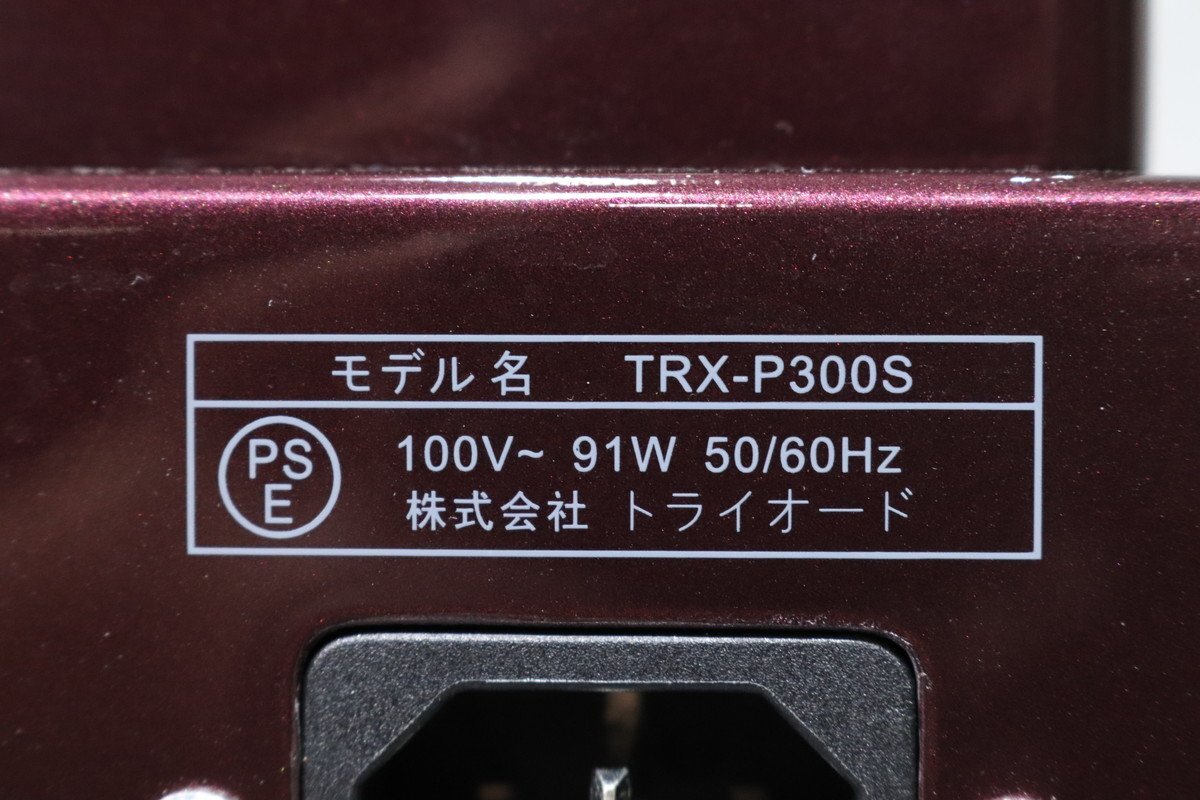 モデル名 TRX-P300S
PS
E
100V~ 91W 50/60Hz
株式会社 トライオード